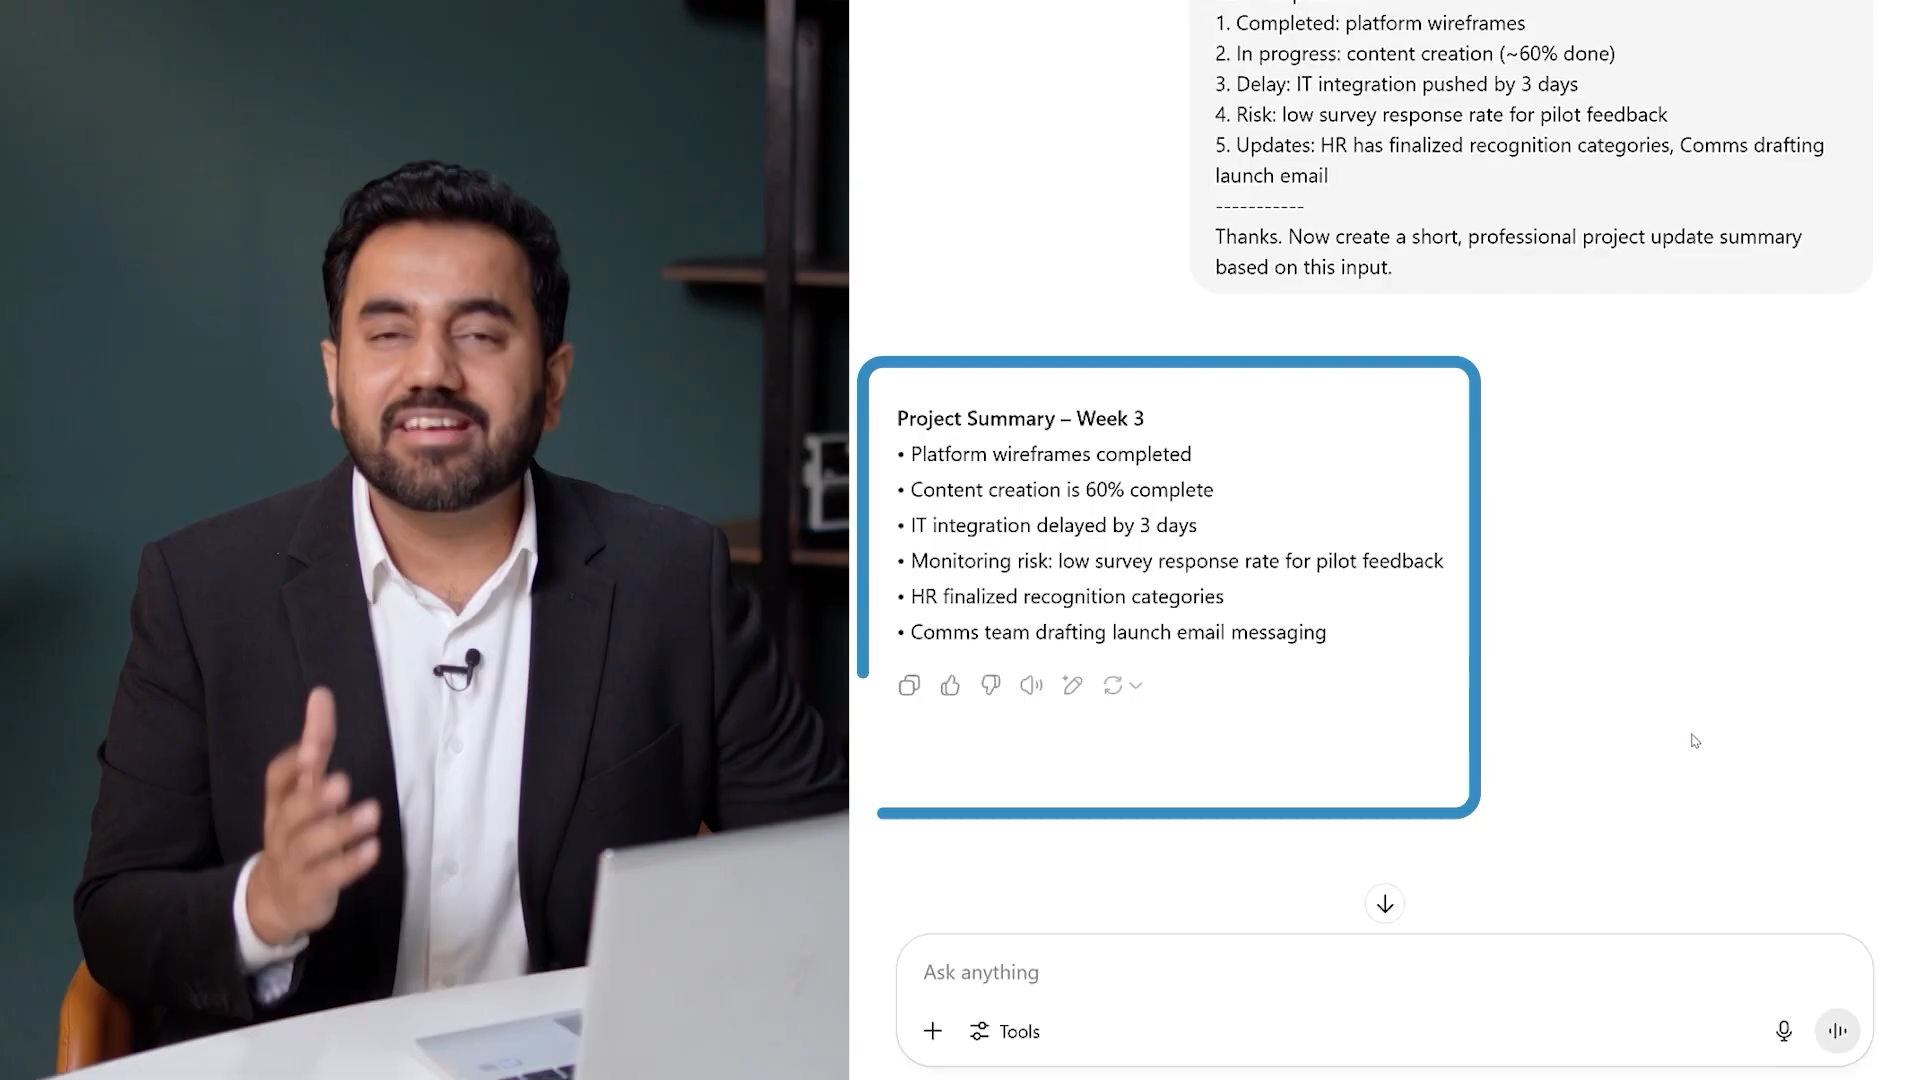 1. Completed: platform wireframes
2. In progress: content creation (~60% done)
3. Delay: IT integration pushed by 3 days
4. Risk: low survey response rate for pilot feedback
5. Updates: HR has finalized recognition categories, Comms drafting
launch email
-----------
Thanks. Now create a short, professional project update summary
based on this input.
Project Summary – Week 3
• Platform wireframes completed
• Content creation is 60% complete
• IT integration delayed by 3 days
• Monitoring risk: low survey response rate for pilot feedback
• HR finalized recognition categories
• Comms team drafting launch email messaging
Ask anything
Tools